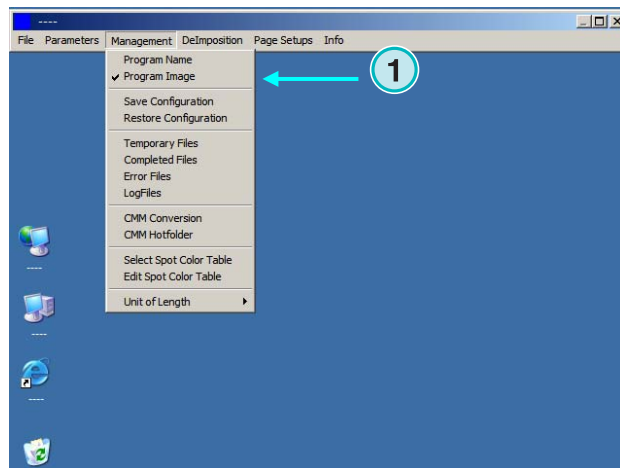 ----
File Parameters Management DeImposition Page Setups Info
Program Name
Program Image
1
Save Configuration
Restore Configuration
Temporary Files
Completed Files
Error Files
LogFiles
CMM Conversion
CMM Hotfolder
Select Spot Color Table
Edit Spot Color Table
Unit of Length
----
----
----